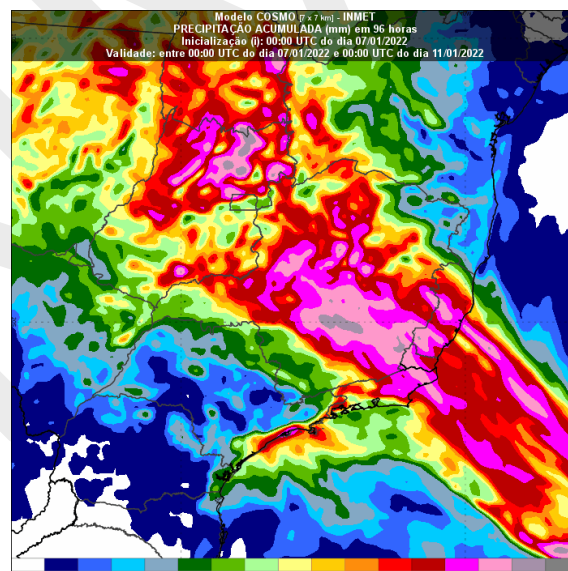 Modelo COSMO [7 x 7 km] - INMET
PRECIPITAÇÃO ACUMULADA (mm) em 96 horas
Inicialização (i): 00:00 UTC do dia 07/01/2022
Validade: entre 00:00 UTC do dia 07/01/2022 e 00:00 UTC do dia 11/01/2022